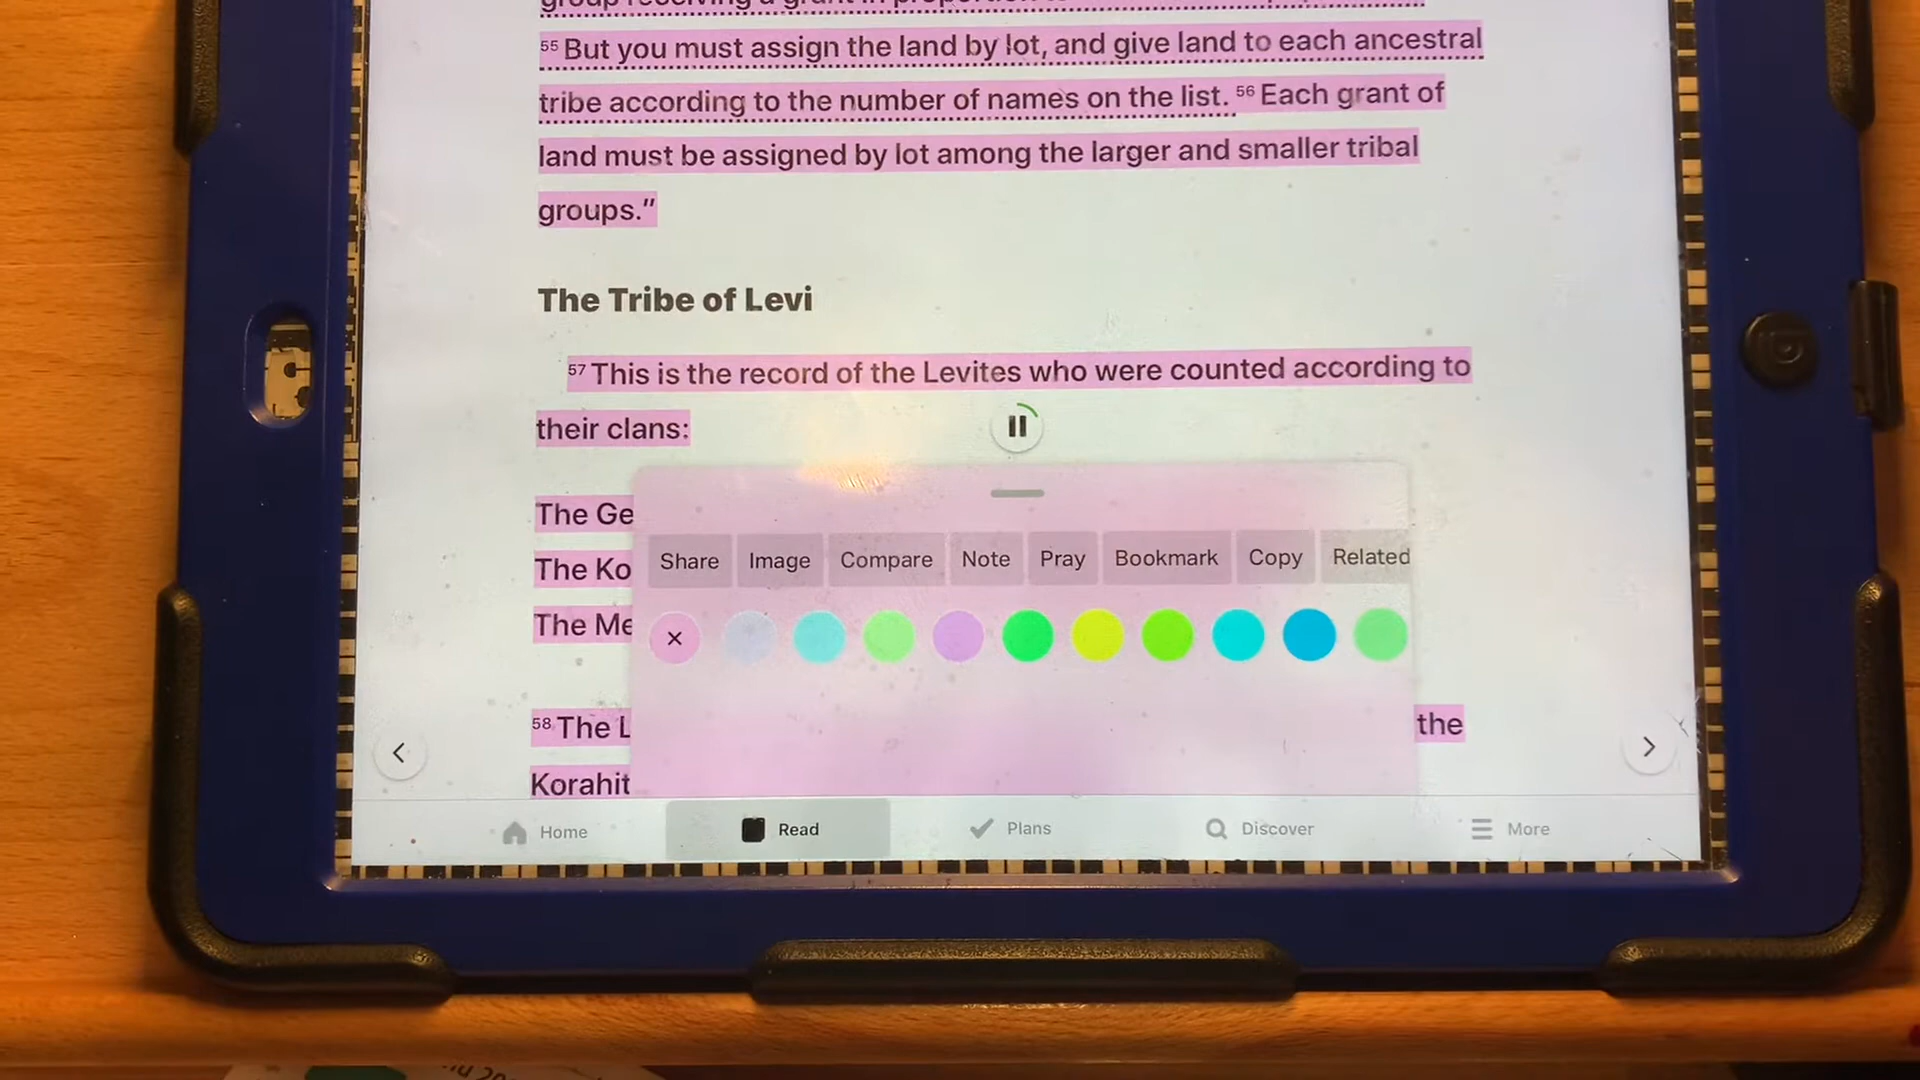 55 But you must assign the land by lot, and give land to each ancestral
tribe according to the number of names on the list. 56 Each grant of
land must be assigned by lot among the larger and smaller tribal
groups.”
The Tribe of Levi
57 This is the record of the Levites who were counted according to
their clans:
The Ge
The Ko
The Me
Share Image Compare Note Pray Bookmark Copy Related
58 The L the
Korahit
Home Read Plans Discover More